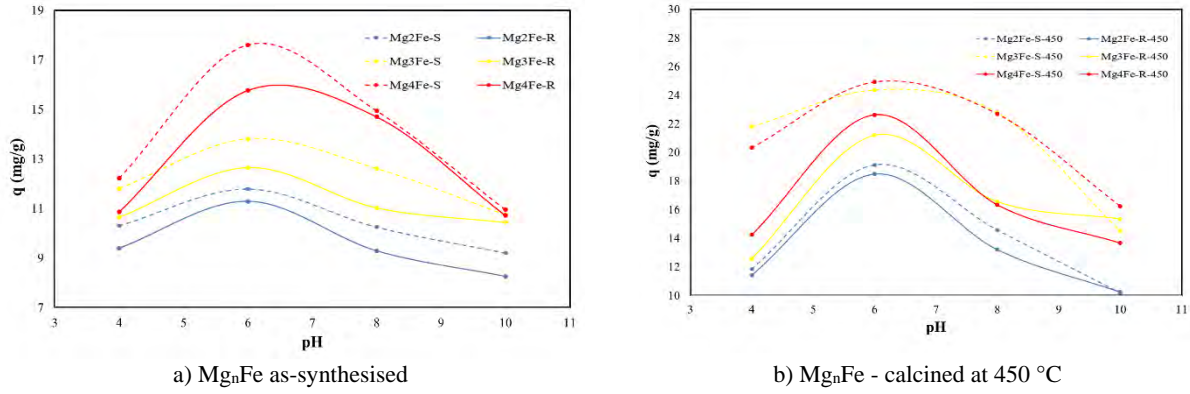 19
17
15
13
11
9
7
q (mg/g)
3 4 5 6 7 8 9 10 11
pH
Mg2Fe-S Mg2Fe-R
Mg3Fe-S Mg3Fe-R
Mg4Fe-S Mg4Fe-R
a) MgnFe as-synthesised
30
28
26
24
22
20
18
16
14
12
10
q (mg/g)
3 4 5 6 7 8 9 10 11
pH
Mg2Fe-S-450 Mg2Fe-R-450
Mg3Fe-S-450 Mg3Fe-R-450
Mg4Fe-S-450 Mg4Fe-R-450
b) MgnFe - calcined at 450 °C